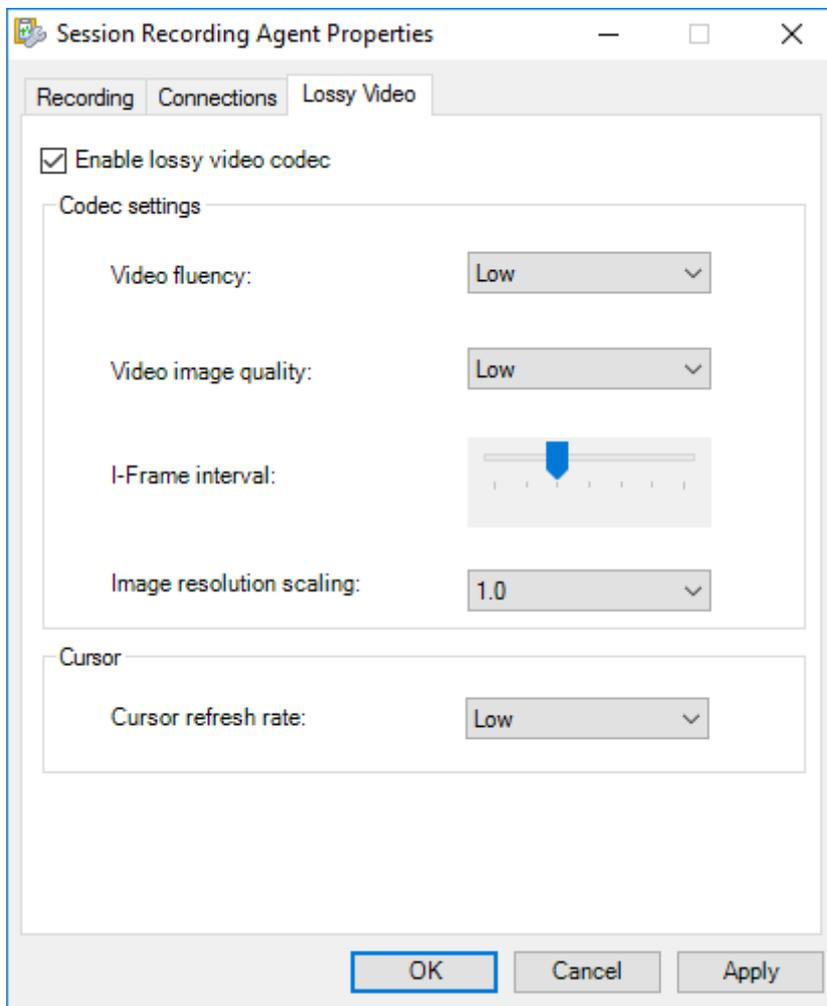 Session Recording Agent Properties
Recording Connections Lossy Video
Enable lossy video codec
Codec settings
Video fluency: Low
Video image quality: Low
I-Frame interval:
Image resolution scaling: 1.0
Cursor
Cursor refresh rate: Low
OK Cancel Apply